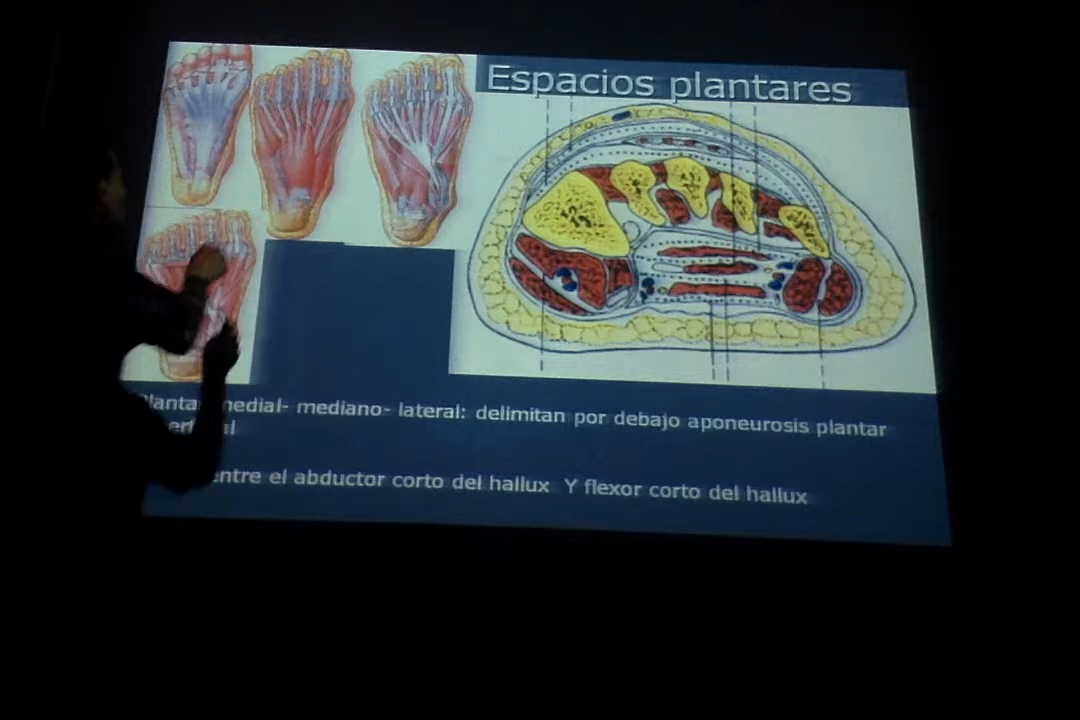 Espacios plantares
medial- mediano- lateral: delimitan por debajo aponeurosis plantar
entre el abductor corto del hallux Y flexor corto del hallux